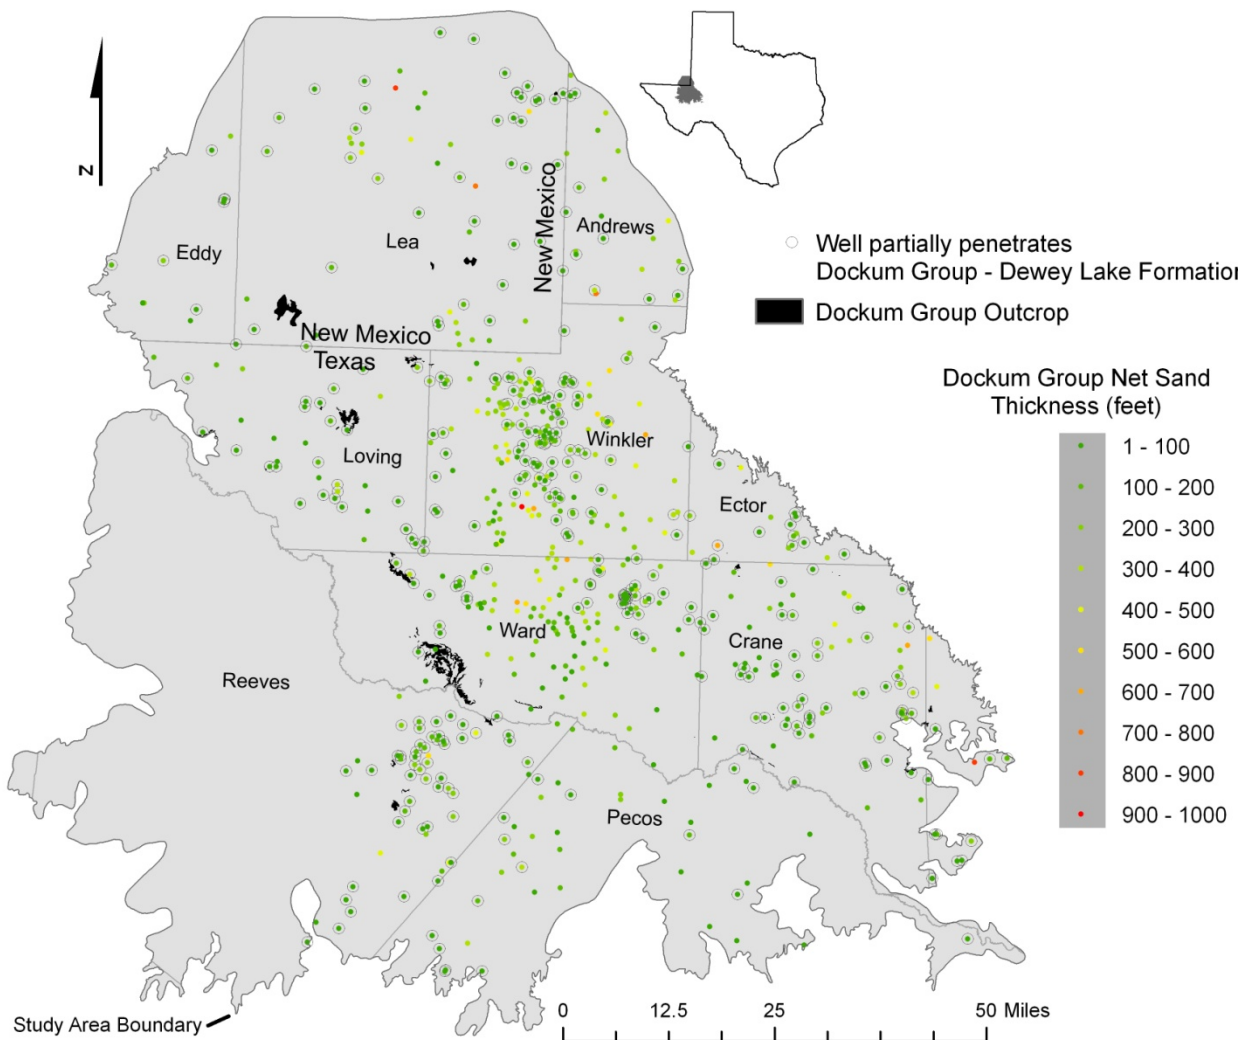 N
New Mexico
Andrews
Eddy
Lea
Well partially penetrates
Dockum Group - Dewey Lake Formation
Dockum Group Outcrop
New Mexico
Texas
Dockum Group Net Sand
Thickness (feet)
1 - 100
100 - 200
200 - 300
300 - 400
400 - 500
500 - 600
600 - 700
700 - 800
800 - 900
900 - 1000
Winkler
Loving
Ector
Ward
Crane
Reeves
Pecos
Study Area Boundary
0 12.5 25 50 Miles